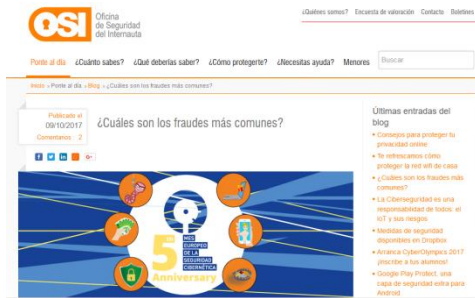 ¿Quiénes somos? Encuesta de valoración Contacto Boletines
OSI Oficina
de Seguridad
del Internauta
Ponte al día ¿Cuánto sabes? ¿Qué deberías saber? ¿Cómo protegerte? ¿Necesitas ayuda? Menores Buscar
Inicio » Ponte al día » Blog » ¿Cuáles son los fraudes más comunes?
Publicado el
09/10/2017
Comentarios: 2
¿Cuáles son los fraudes más comunes?
5º
MES
EUROPEO
DE LA
SEGURIDAD
CIBERNÉTICA
Anniversary
Últimas entradas del
blog
Consejos para proteger tu
privacidad online
Te refrescamos cómo
proteger la red wifi de casa
¿Cuáles son los fraudes más
comunes?
La Ciberseguridad es una
responsabilidad de todos: el
IoT y sus riesgos
Medidas de seguridad
disponibles en Dropbox
Arranca CyberOlympics 2017
¡Inscribe a tus alumnos!
Google Play Protect, una
capa de seguridad extra para
Android